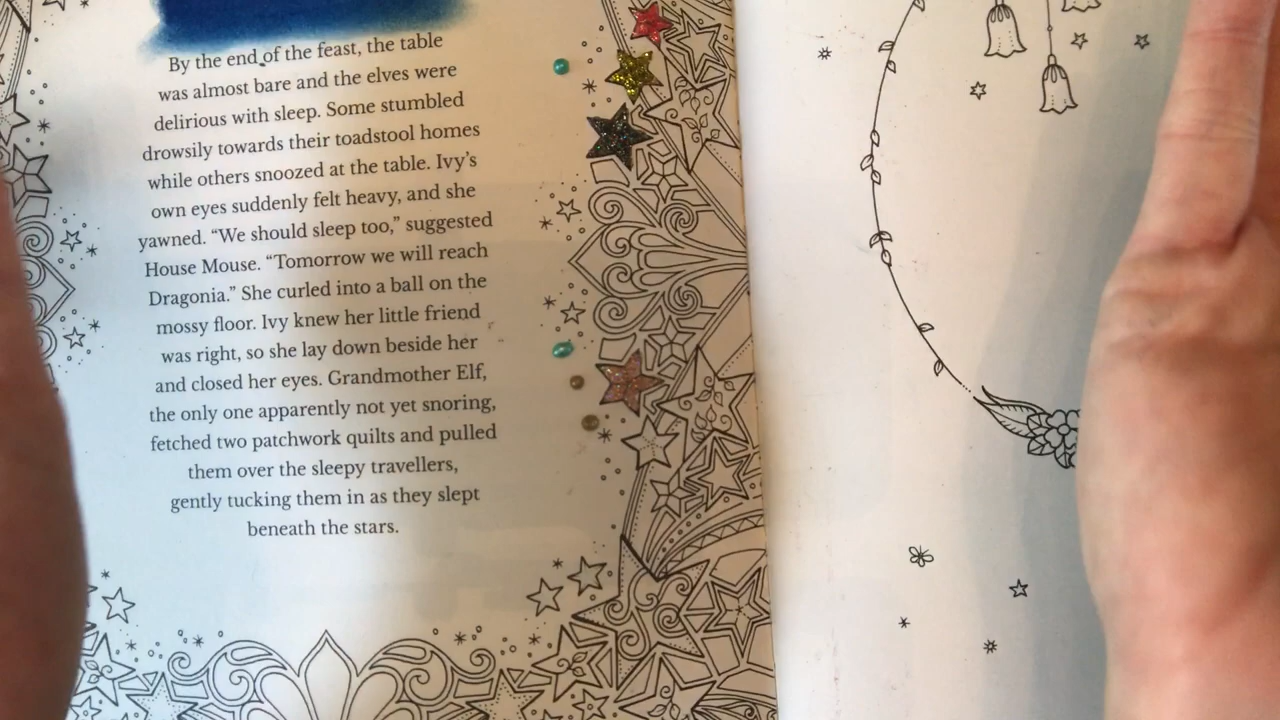 By the end of the feast, the table
was almost bare and the elves were
delirious with sleep. Some stumbled
drowsily towards their toadstool homes
while others snoozed at the table. Ivy’s
own eyes suddenly felt heavy, and she
yawned. “We should sleep too,” suggested
House Mouse. “Tomorrow we will reach
Dragonia.” She curled into a ball on the
mossy floor. Ivy knew her little friend
was right, so she lay down beside her
and closed her eyes. Grandmother Elf,
the only one apparently not yet snoring,
fetched two patchwork quilts and pulled
them over the sleepy travellers,
gently tucking them in as they slept
beneath the stars.